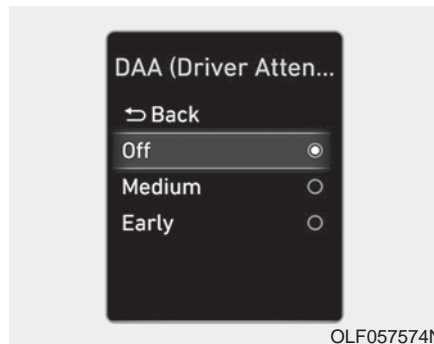 DAA (Driver Atten...
Back
Off
Medium
Early
OLF057574N